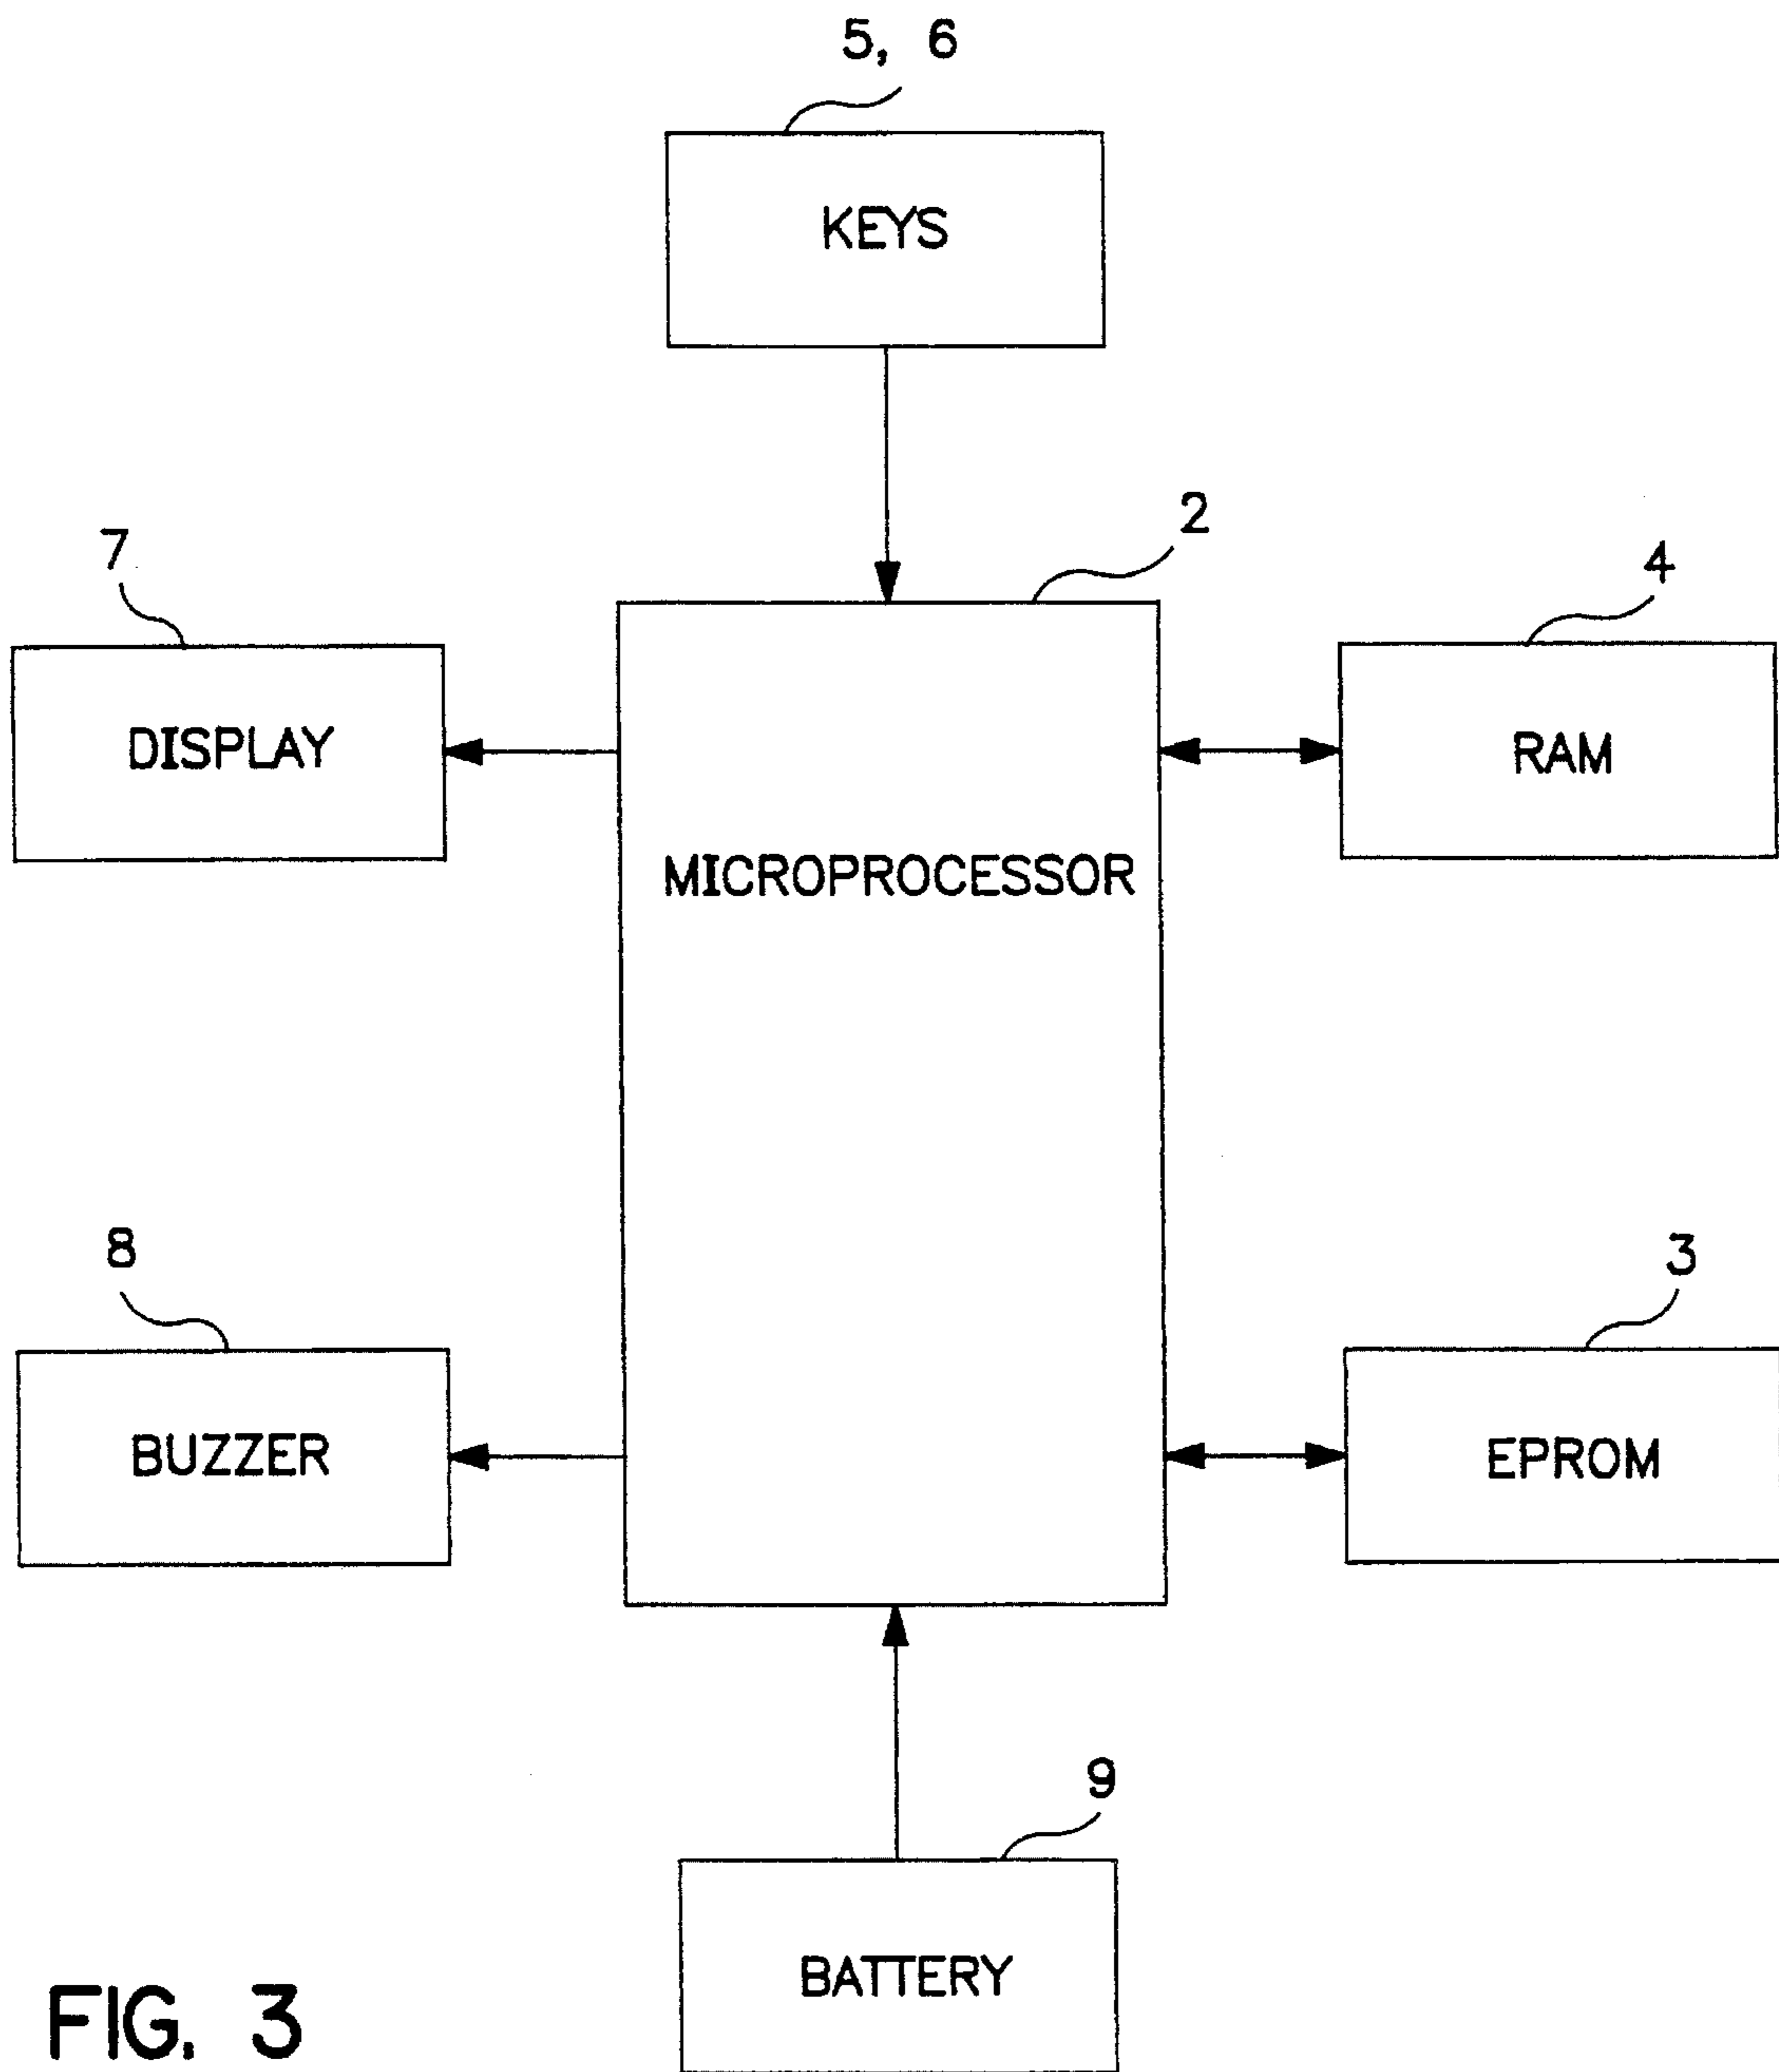 5, 6
KEYS
2
7
4
DISPLAY
RAM
MICROPROCESSOR
8
3
BUZZER
EPROM
9
BATTERY
FIG. 3